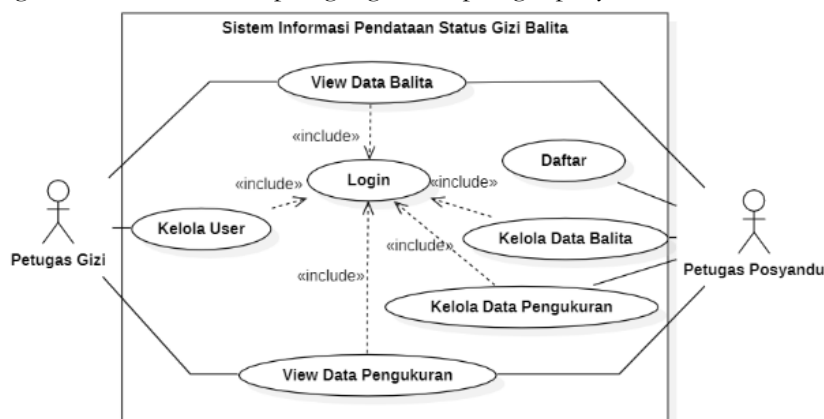 Sistem Informasi Pendataan Status Gizi Balita
View Data Balita
«include»
Daftar
Login
«include»
«include»
Kelola User
Kelola Data Balita
Petugas Gizi
Petugas Posyandu
«include»
«include»
Kelola Data Pengukuran
View Data Pengukuran